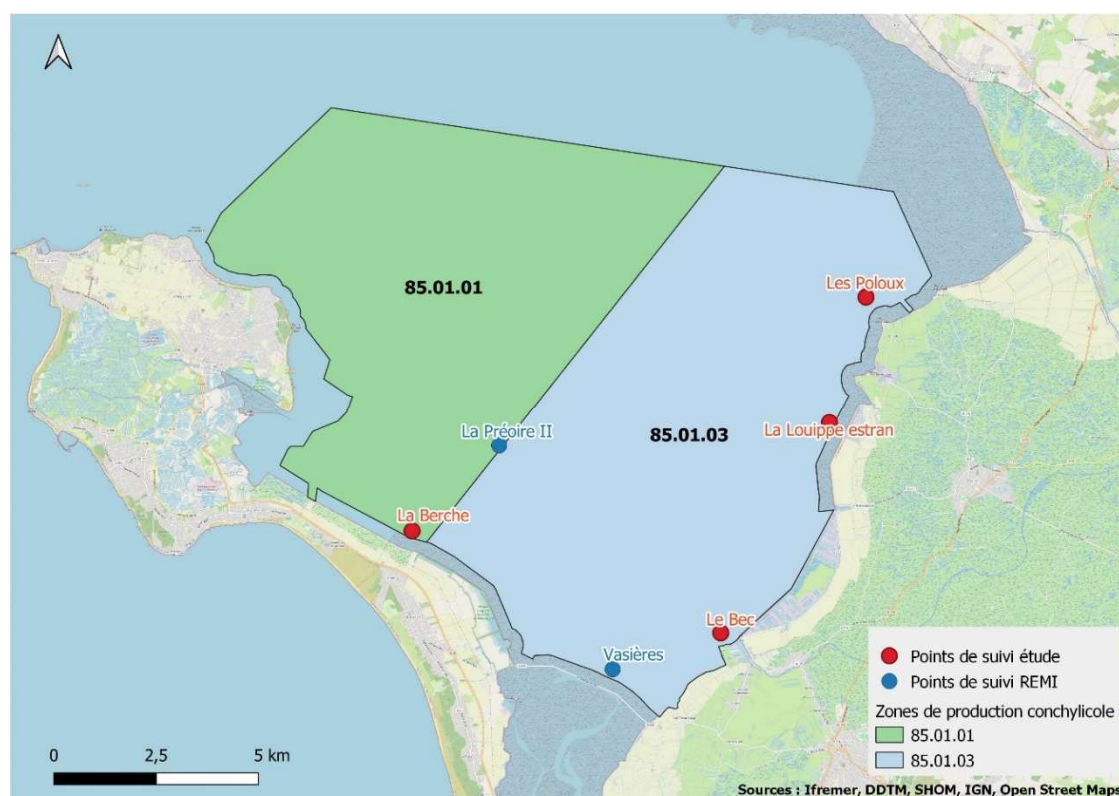 85.01.01
Les Poloux
La Préoire II
85.01.03
La Louippe estran
La Berche
Le Bec
Vasières
Points de suivi étude
Points de suivi REMI
Zones de production conchylicole
85.01.01
85.01.03
0 2,5 5 km
Sources : Ifremer, DDTM, SHOM, IGN, Open Street Maps